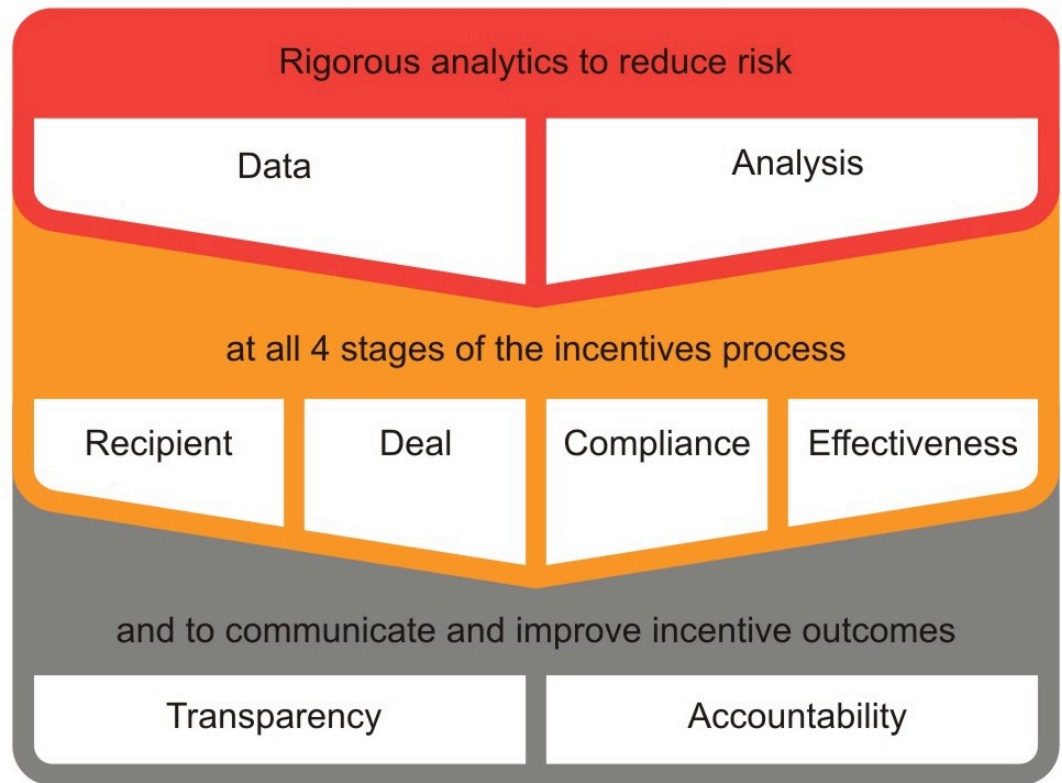 Rigorous analytics to reduce risk
Data
Analysis
at all 4 stages of the incentives process
Recipient
Deal
Compliance
Effectiveness
and to communicate and improve incentive outcomes
Transparency
Accountability